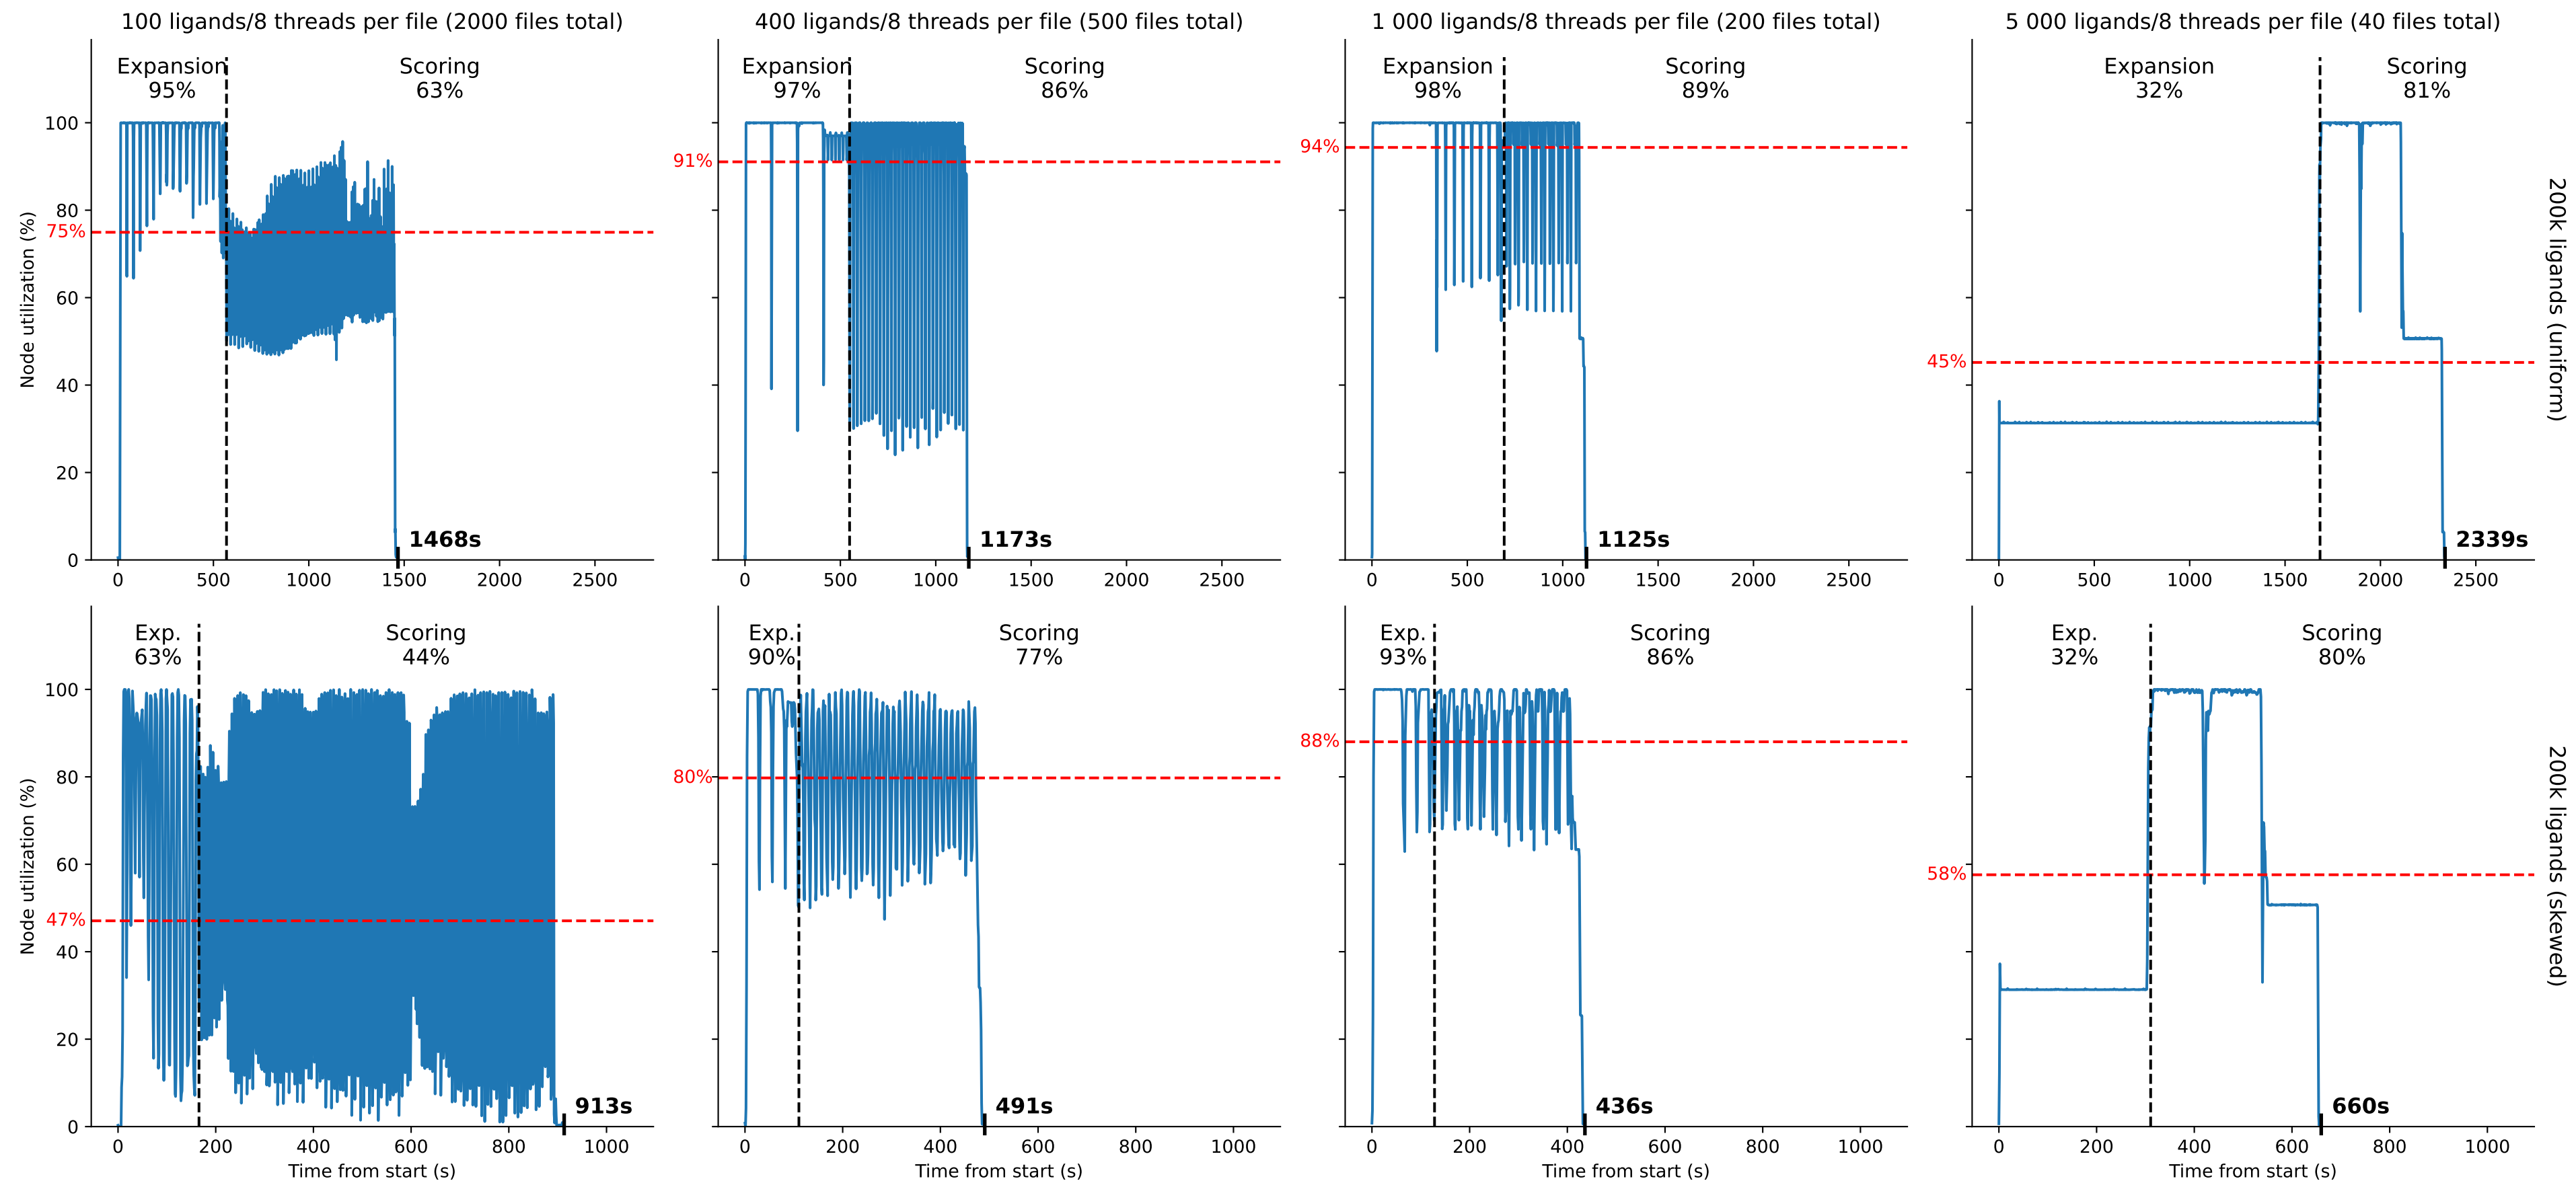 100 ligands/8 threads per file (2000 files total)
400 ligands/8 threads per file (500 files total)
1 000 ligands/8 threads per file (200 files total)
5 000 ligands/8 threads per file (40 files total)
Expansion
95%
Scoring
63%
Node utilization (%)
100
80
60
40
20
0
75%
1468s
0 500 1000 1500 2000 2500
Expansion
97%
Scoring
86%
91%
1173s
0 500 1000 1500 2000 2500
Expansion
98%
Scoring
89%
94%
1125s
0 500 1000 1500 2000 2500
Expansion
32%
Scoring
81%
45%
2339s
0 500 1000 1500 2000 2500
200k ligands (uniform)
Exp.
63%
Scoring
44%
Node utilization (%)
100
80
60
40
20
0
47%
913s
0 200 400 600 800 1000
Time from start (s)
Exp.
90%
Scoring
77%
80%
491s
0 200 400 600 800 1000
Time from start (s)
Exp.
93%
Scoring
86%
88%
436s
0 200 400 600 800 1000
Time from start (s)
Exp.
32%
Scoring
80%
58%
660s
0 200 400 600 800 1000
Time from start (s)
200k ligands (skewed)